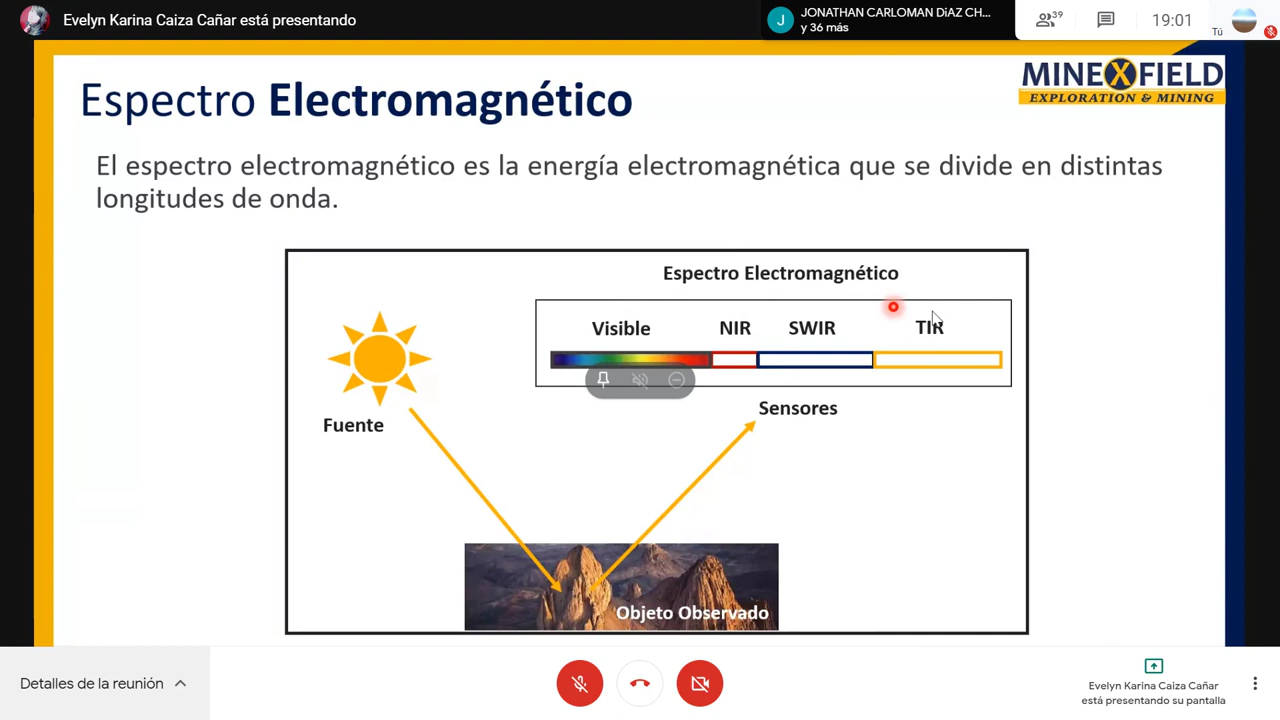 Evelyn Karina Caiza Cañar está presentando
JONATHAN CARLOMAN DiAZ CH...
y 36 más
39
19:01
Tú
J
Espectro Electromagnético
MINEXFIELD
EXPLORATION & MINING
El espectro electromagnético es la energía electromagnética que se divide en distintas
longitudes de onda.
Espectro Electromagnético
Visible NIR SWIR TIR
Sensores
Fuente
Objeto Observado
Detalles de la reunión
Evelyn Karina Caiza Cañar
está presentando su pantalla